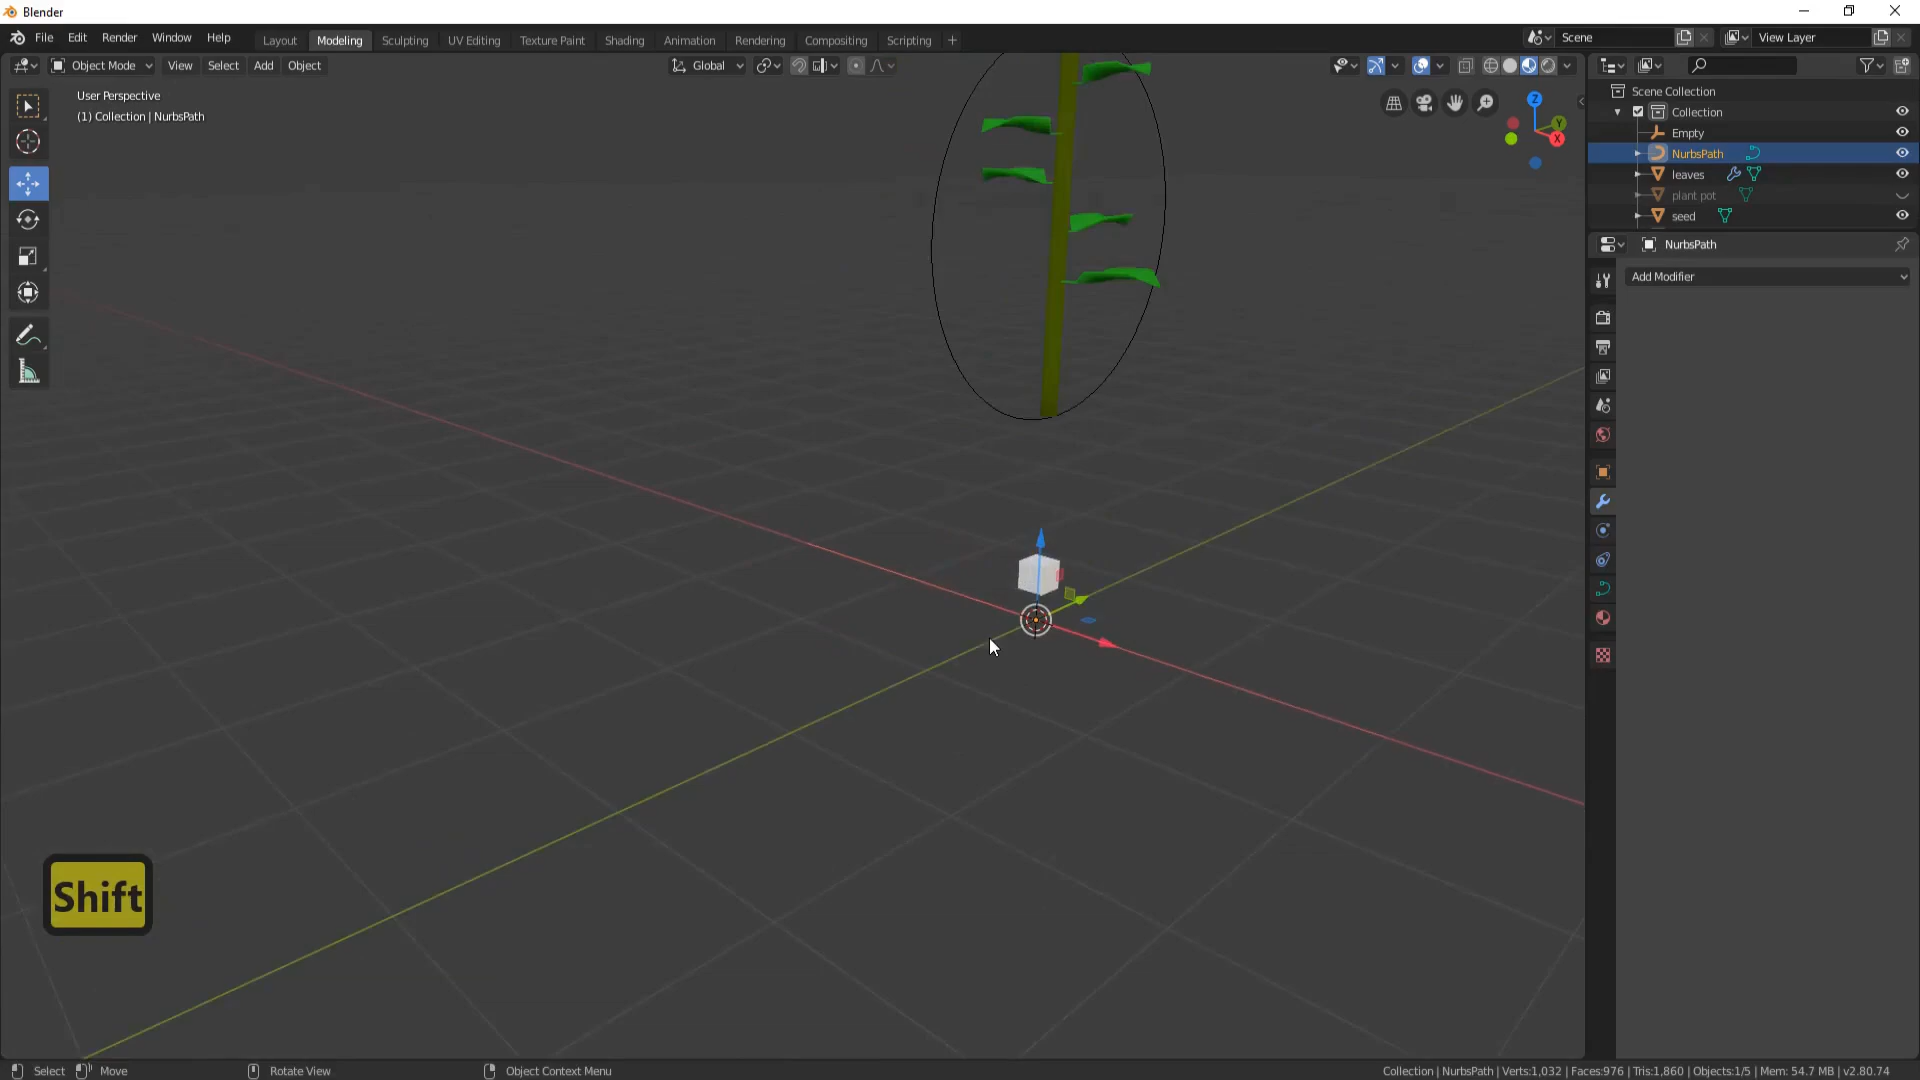 Blender
File Edit Render Window Help
Layout Modeling Sculpting UV Editing Texture Paint Shading Animation Rendering Compositing Scripting +
Scene
View Layer
Object Mode View Select Add Object
Global
User Perspective
(1) Collection | NurbsPath
Z
Y
X
Scene Collection
Collection
Empty
NurbsPath
leaves
plant pot
seed
NurbsPath
Add Modifier
Shift
Select Move Rotate View Object Context Menu
Collection | NurbsPath | Verts:1,032 | Faces:976 | Tris:1,860 | Objects:1/5 | Mem: 54.7 MB | v2.80.74